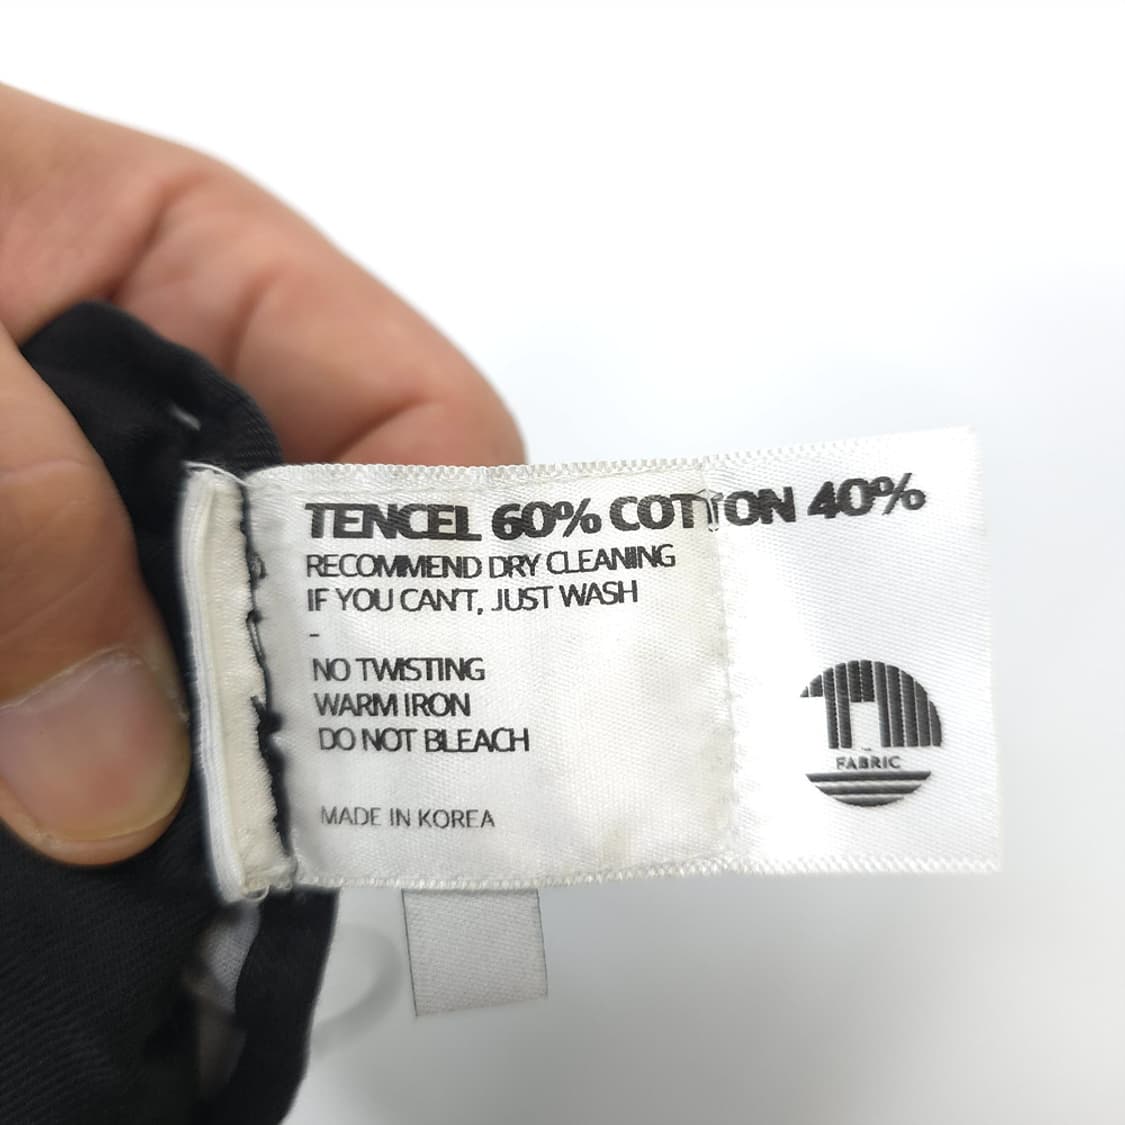 TENCEL 60% COTTON 40%
RECOMMEND DRY CLEANING
IF YOU CAN'T, JUST WASH
-
NO TWISTING
WARM IRON
DO NOT BLEACH
MADE IN KOREA
FABRIC